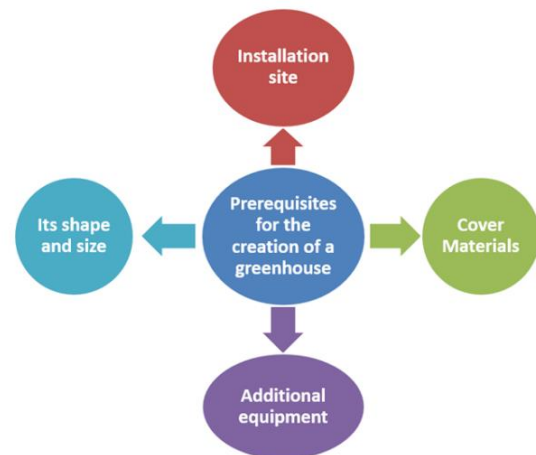 Installation
site
Its shape
and size
Prerequisites
for the
creation of a
greenhouse
Cover
Materials
Additional
equipment